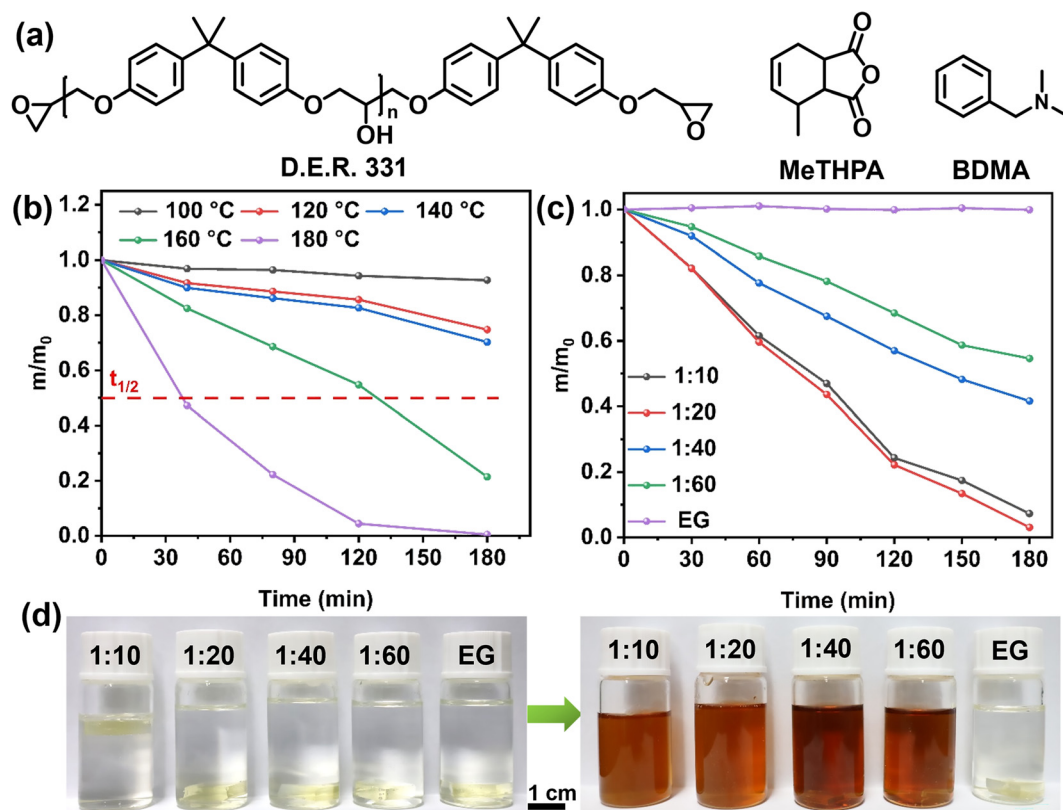 (a)
O
O
n
OH
O
O
O
D.E.R. 331
O
O
O
MeTHPA
N
BDMA
(b)
1.2
1.0
0.8
0.6
0.4
0.2
0.0
m/m0
100 °C
120 °C
140 °C
160 °C
180 °C
t1/2
0 30 60 90 120 150 180
Time (min)
(c)
1.0
0.8
0.6
0.4
0.2
0.0
m/m0
1:10
1:20
1:40
1:60
EG
0 30 60 90 120 150 180
Time (min)
(d)
1:10 1:20 1:40 1:60 EG
1 cm
1:10 1:20 1:40 1:60 EG